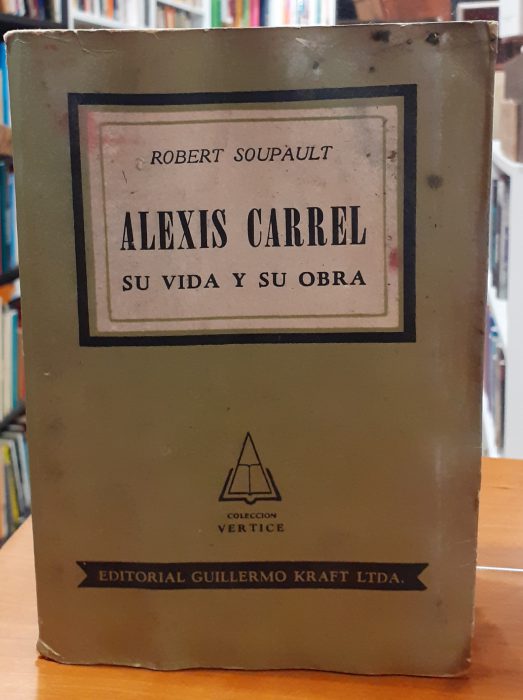 ROBERT SOUPAULT
ALEXIS CARREL
SU VIDA Y SU OBRA
COLECCION
VERTICE
EDITORIAL GUILLERMO KRAFT LTDA.